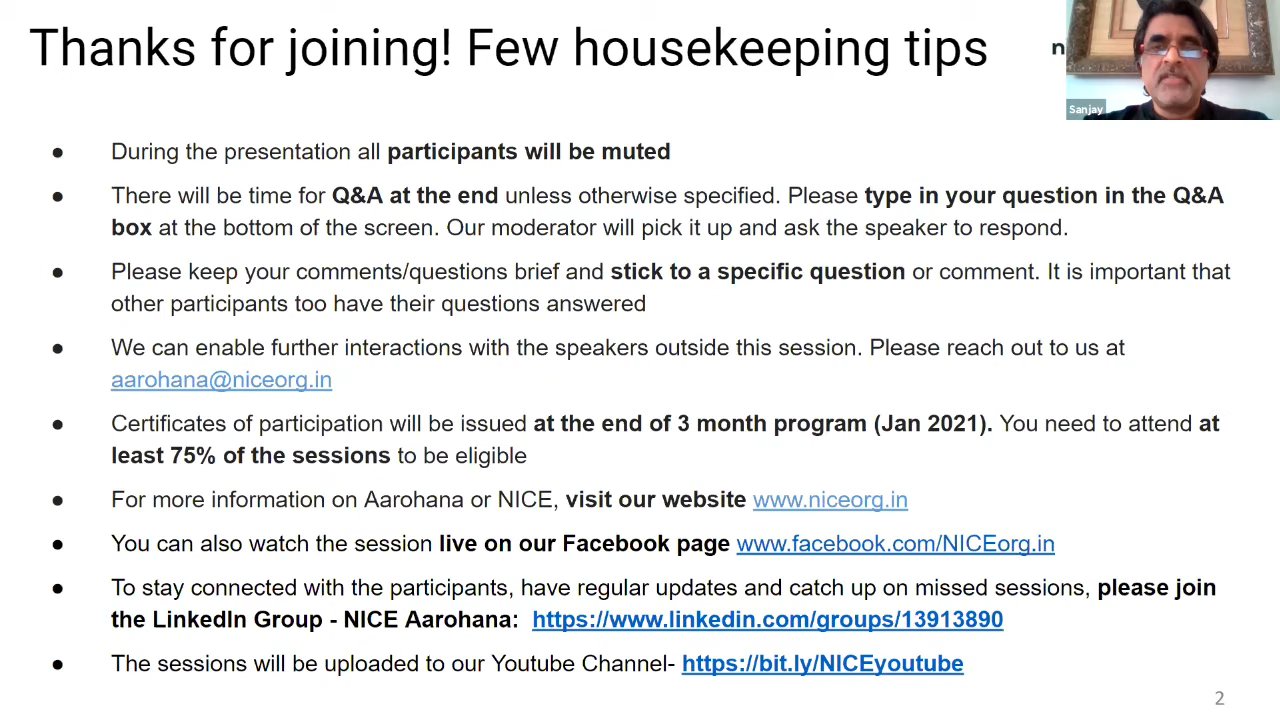 Thanks for joining! Few housekeeping tips
n
Sanjay
● During the presentation all participants will be muted
● There will be time for Q&A at the end unless otherwise specified. Please type in your question in the Q&A
box at the bottom of the screen. Our moderator will pick it up and ask the speaker to respond.
● Please keep your comments/questions brief and stick to a specific question or comment. It is important that
other participants too have their questions answered
● We can enable further interactions with the speakers outside this session. Please reach out to us at
aarohana@niceorg.in
● Certificates of participation will be issued at the end of 3 month program (Jan 2021). You need to attend at
least 75% of the sessions to be eligible
● For more information on Aarohana or NICE, visit our website www.niceorg.in
● You can also watch the session live on our Facebook page www.facebook.com/NICEorg.in
● To stay connected with the participants, have regular updates and catch up on missed sessions, please join
the LinkedIn Group - NICE Aarohana: https://www.linkedin.com/groups/13913890
● The sessions will be uploaded to our Youtube Channel- https://bit.ly/NICEyoutube
2